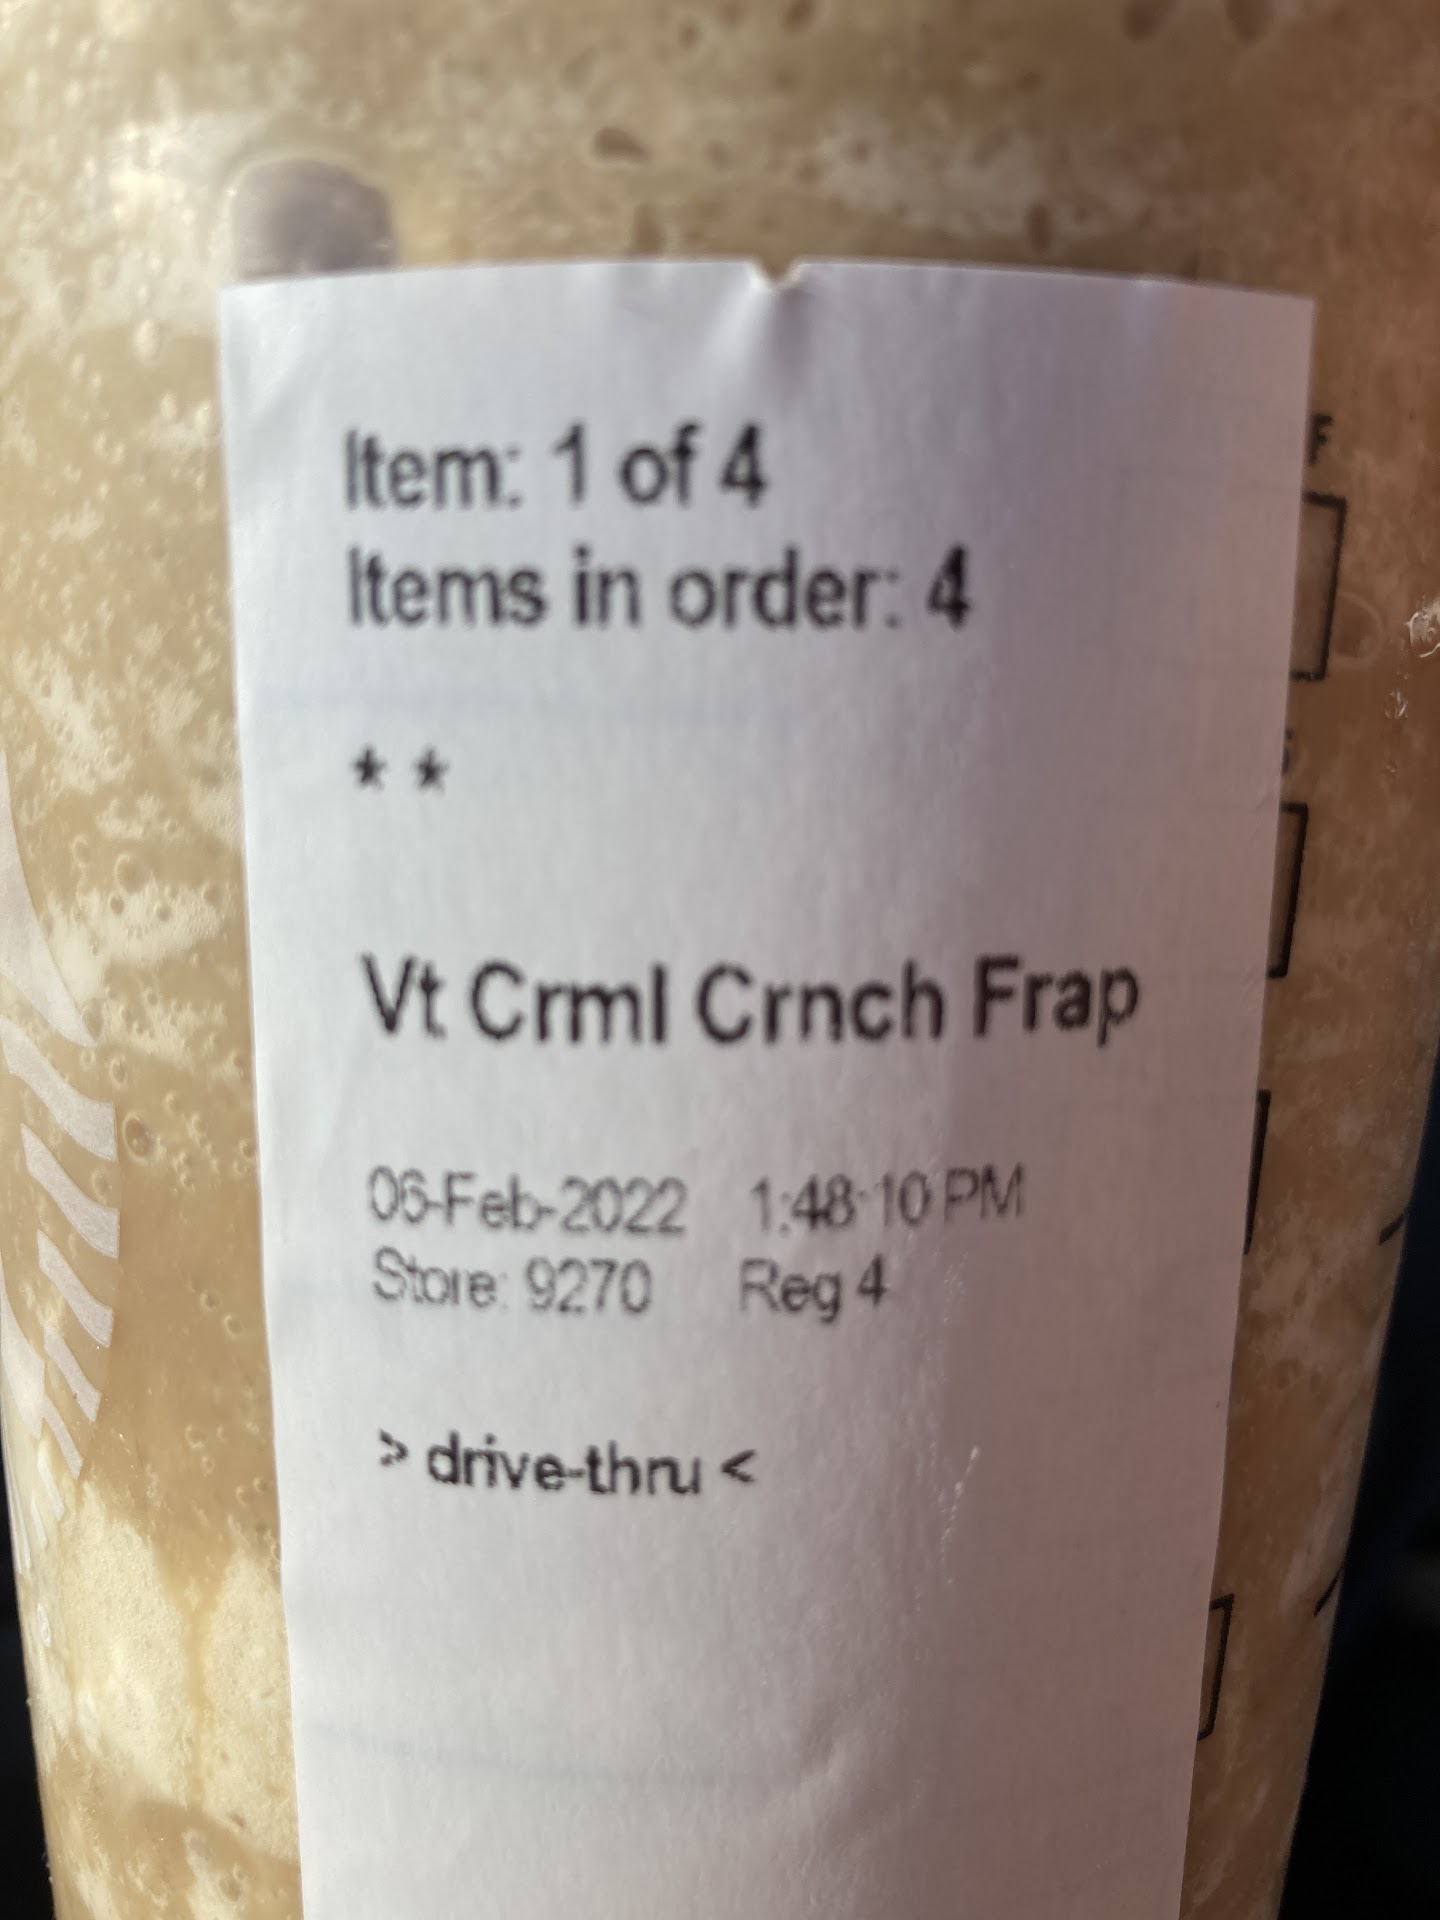 Item: 1 of 4
Items in order: 4
* *
Vt Crml Crnch Frap
06-Feb-2022 1:48:10 PM
Store: 9270 Reg 4
> drive-thru <
F